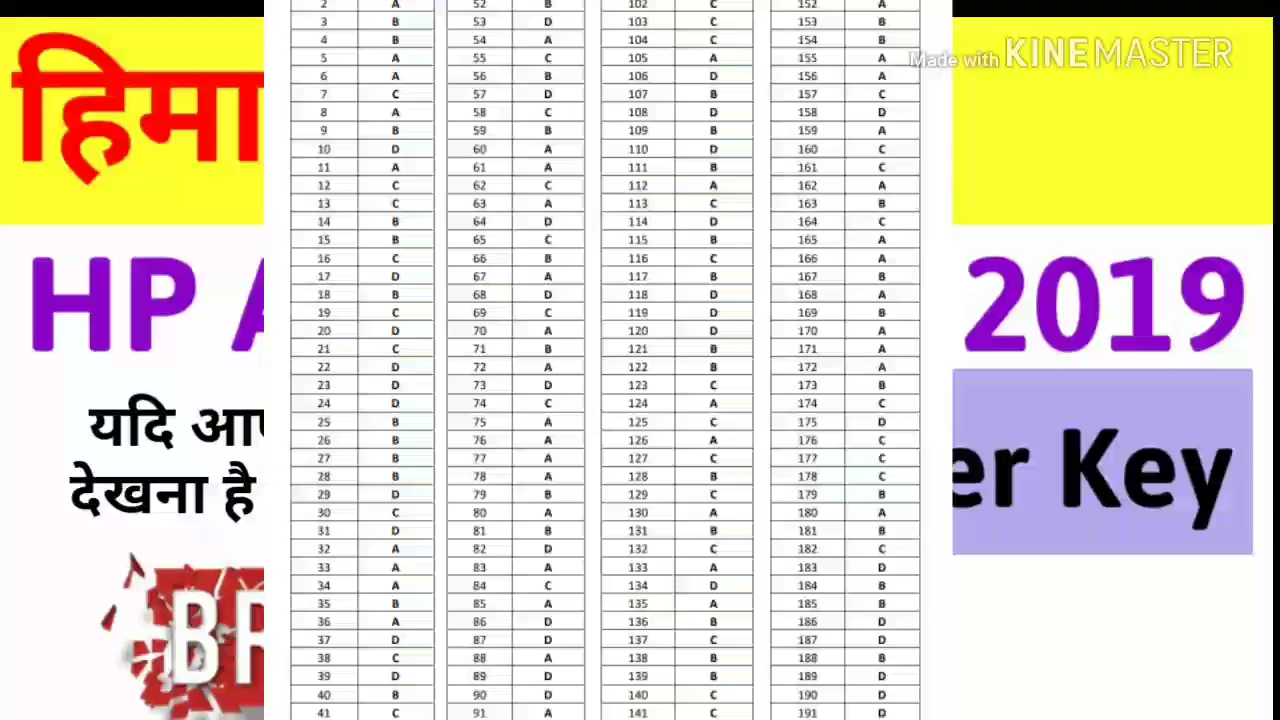 2 A 52 B 102 C 152 A
3 B 53 D 103 C 153 B
4 B 54 A 104 C 154 B
5 A 55 C 105 A 155 A
Made with KINEMASTER
6 A 56 B 106 D 156 A
7 C 57 D 107 B 157 C
8 A 58 C 108 D 158 D
हिमा
9 B 59 B 109 B 159 A
10 D 60 A 110 D 160 C
11 A 61 A 111 B 161 C
12 C 62 C 112 A 162 A
13 C 63 A 113 C 163 B
14 B 64 D 114 D 164 C
15 B 65 C 115 B 165 A
16 C 66 B 116 C 166 A
17 D 67 A 117 B 167 B
18 B 68 D 118 D 168 A
HP A 2019
19 C 69 C 119 D 169 B
20 D 70 A 120 D 170 A
21 C 71 B 121 B 171 A
22 D 72 A 122 B 172 A
23 D 73 D 123 C 173 B
24 D 74 C 124 A 174 C
25 B 75 A 125 C 175 D
यदि आप
26 B 76 A 126 A 176 C
27 B 77 A 127 C 177 C
28 B 78 A 128 B 178 C
er Key
29 D 79 B 129 C 179 B
देखना है
30 C 80 A 130 A 180 A
31 D 81 B 131 B 181 B
32 A 82 D 132 C 182 C
33 A 83 A 133 A 183 D
34 A 84 C 134 D 184 B
35 B 85 A 135 A 185 B
36 A 86 D 136 B 186 D
37 D 87 D 137 C 187 D
BR
38 C 88 A 138 B 188 B
39 D 89 D 139 B 189 D
40 B 90 D 140 C 190 D
41 C 91 A 141 C 191 D